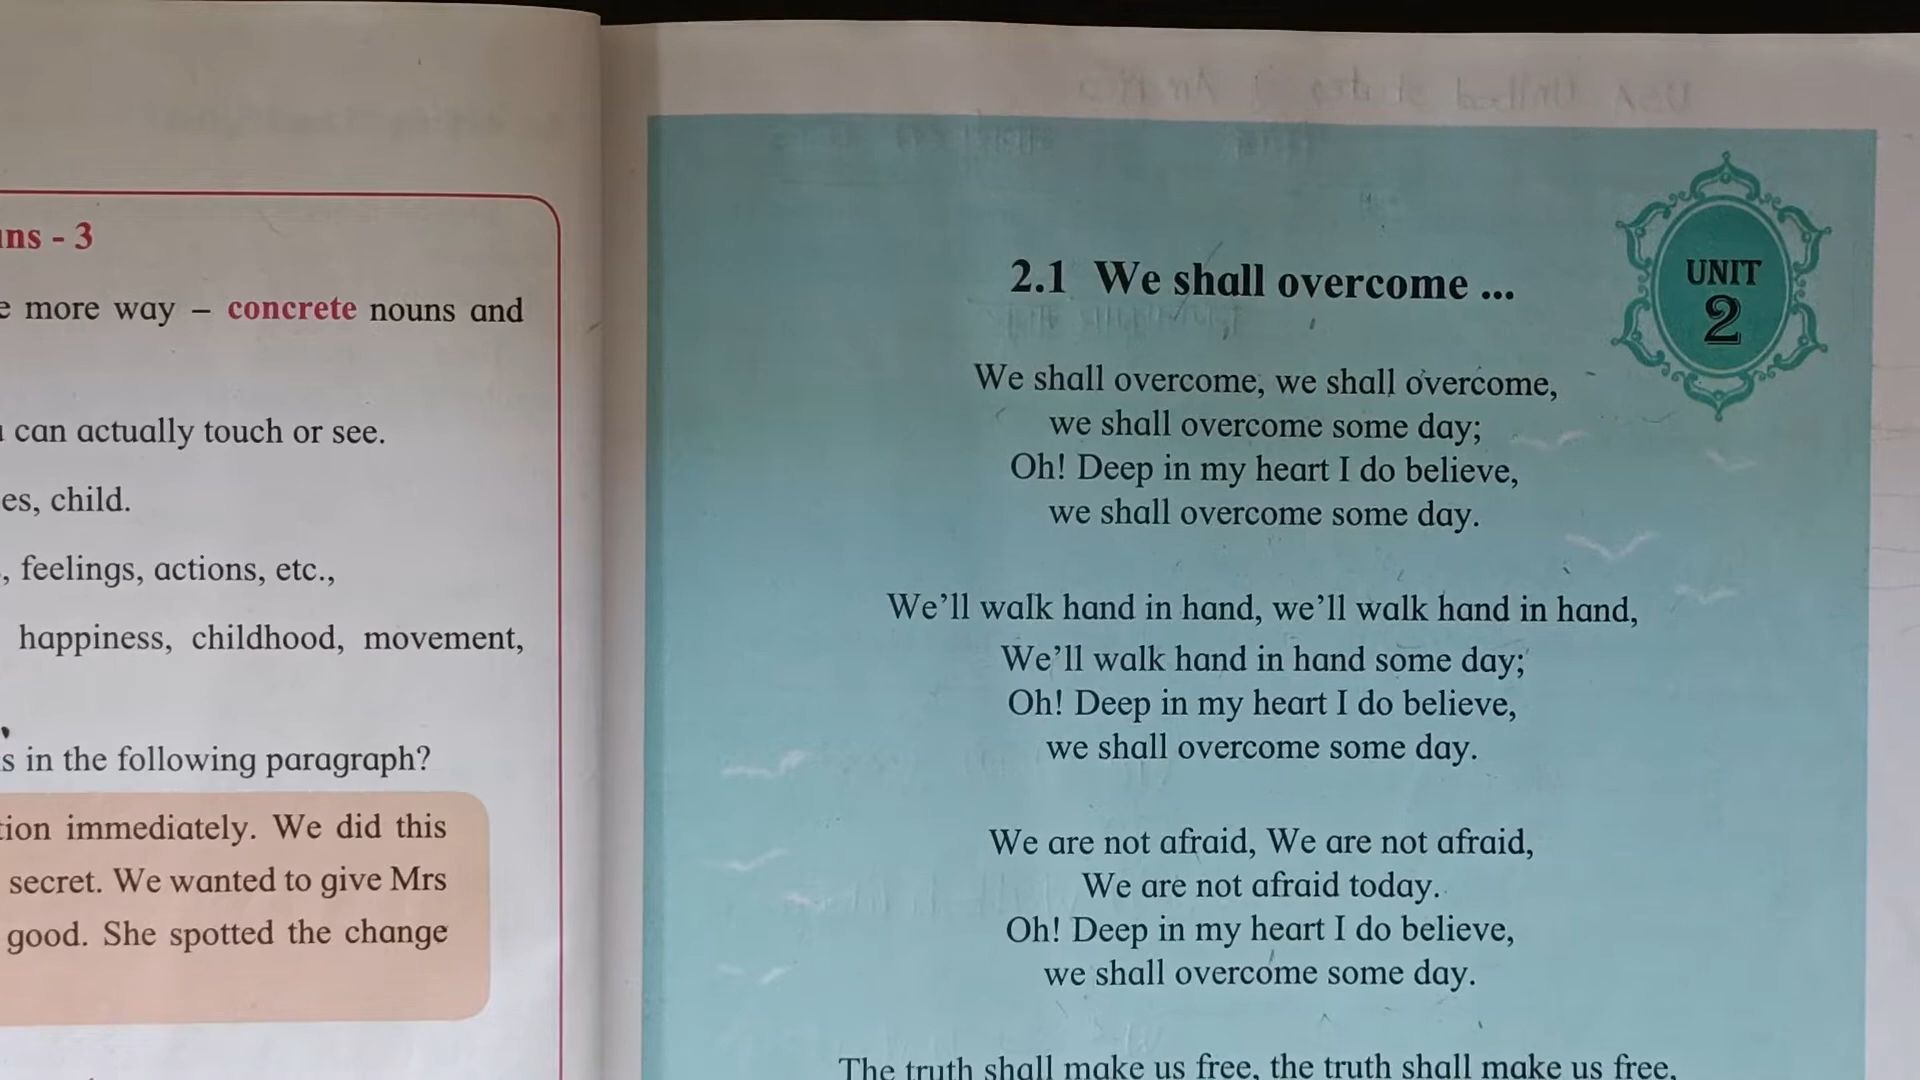 ns - 3
more way – concrete nouns and
can actually touch or see.
es, child.
, feelings, actions, etc.,
happiness, childhood, movement,
s in the following paragraph?
tion immediately. We did this
secret. We wanted to give Mrs
good. She spotted the change
UNIT
2
2.1 We shall overcome ...
We shall overcome, we shall overcome,
we shall overcome some day;
Oh! Deep in my heart I do believe,
we shall overcome some day.
We’ll walk hand in hand, we’ll walk hand in hand,
We’ll walk hand in hand some day;
Oh! Deep in my heart I do believe,
we shall overcome some day.
We are not afraid, We are not afraid,
We are not afraid today.
Oh! Deep in my heart I do believe,
we shall overcome some day.
The truth shall make us free, the truth shall make us free,